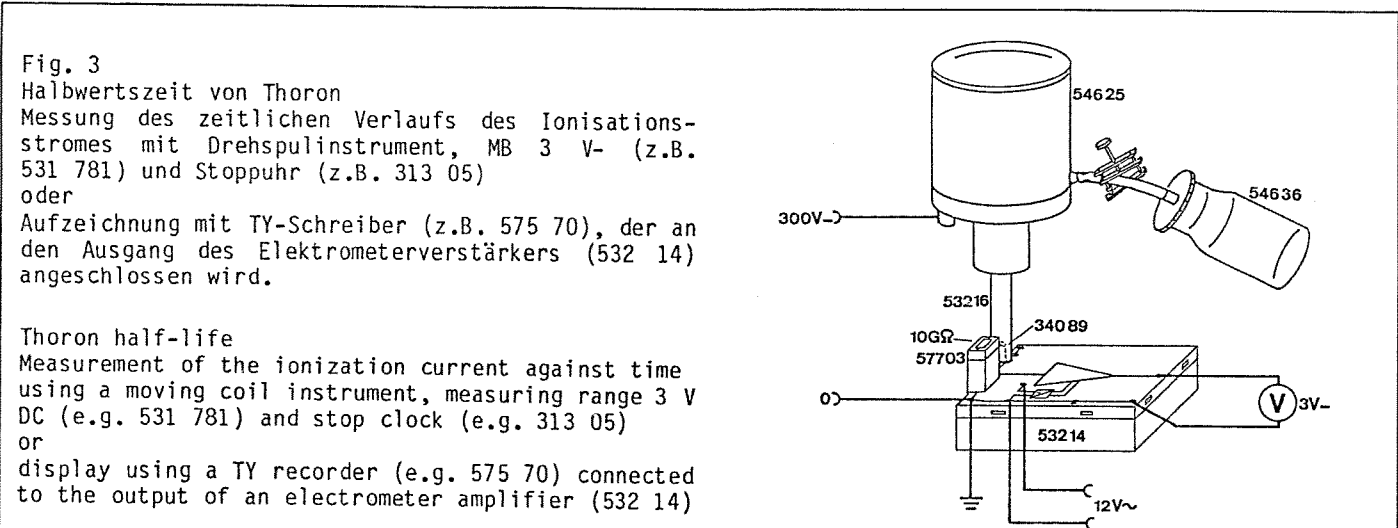 Fig. 3
Halbwertszeit von Thoron
Messung des zeitlichen Verlaufs des Ionisations-
stromes mit Drehspulinstrument, MB 3 V- (z.B.
531 781) und Stoppuhr (z.B. 313 05)
oder
Aufzeichnung mit TY-Schreiber (z.B. 575 70), der an
den Ausgang des Elektrometerverstärkers (532 14)
angeschlossen wird.
Thoron half-life
Measurement of the ionization current against time
using a moving coil instrument, measuring range 3 V
DC (e.g. 531 781) and stop clock (e.g. 313 05)
or
display using a TY recorder (e.g. 575 70) connected
to the output of an electrometer amplifier (532 14)
54625
54636
300V-
53216
34089
10GΩ
57703
0
V
3V-
53214
12V~